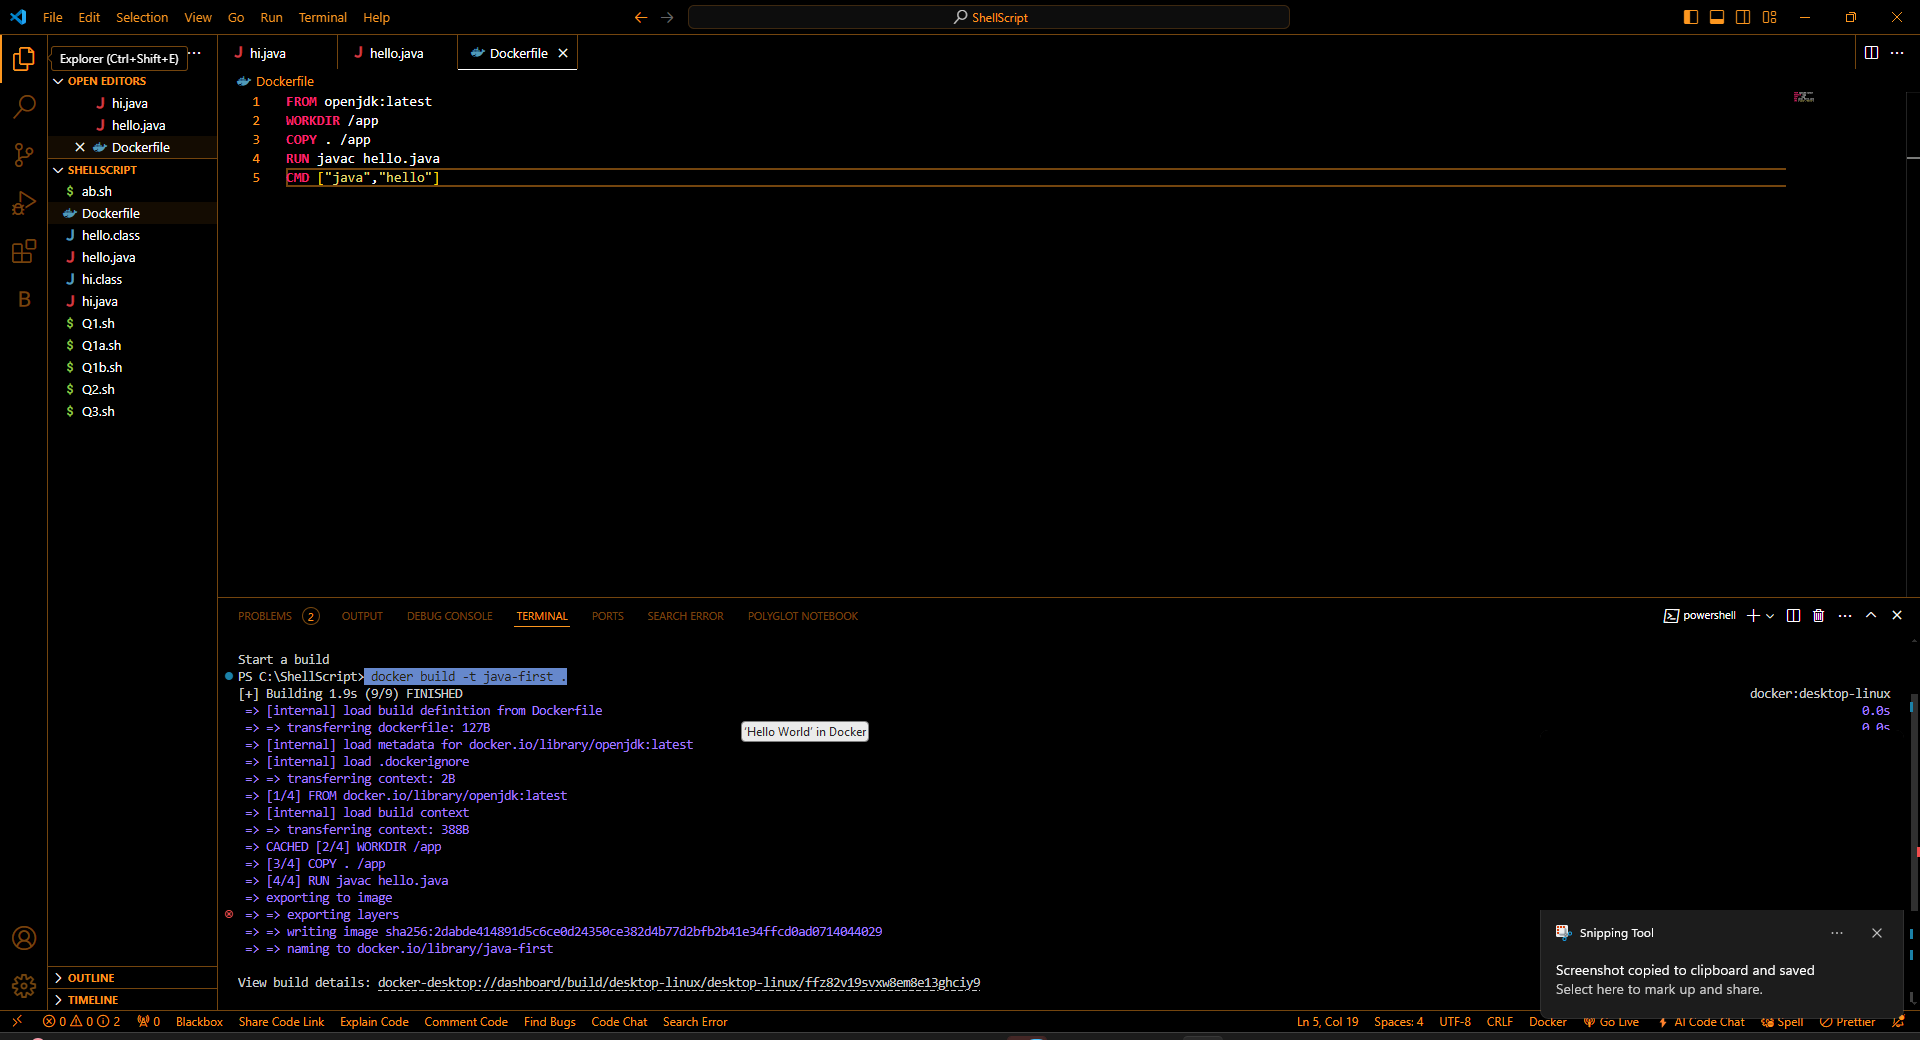 File Edit Selection View Go Run Terminal Help
ShellScript
Explorer (Ctrl+Shift+E)
OPEN EDITORS
hi.java
hello.java
Dockerfile
SHELLSCRIPT
ab.sh
Dockerfile
hello.class
hello.java
hi.class
hi.java
Q1.sh
Q1a.sh
Q1b.sh
Q2.sh
Q3.sh
OUTLINE
TIMELINE
B
hi.java hello.java Dockerfile
Dockerfile
1 FROM openjdk:latest
2 WORKDIR /app
3 COPY . /app
4 RUN javac hello.java
5 CMD ["java","hello"]
PROBLEMS 2 OUTPUT DEBUG CONSOLE TERMINAL PORTS SEARCH ERROR POLYGLOT NOTEBOOK
powershell
Start a build
PS C:\ShellScript> docker build -t java-first .
[+] Building 1.9s (9/9) FINISHED docker:desktop-linux
=> [internal] load build definition from Dockerfile 0.0s
=> => transferring dockerfile: 127B 0.0s
'Hello World' in Docker
=> [internal] load metadata for docker.io/library/openjdk:latest
=> [internal] load .dockerignore
=> => transferring context: 2B
=> [1/4] FROM docker.io/library/openjdk:latest
=> [internal] load build context
=> => transferring context: 388B
=> CACHED [2/4] WORKDIR /app
=> [3/4] COPY . /app
=> [4/4] RUN javac hello.java
=> exporting to image
=> => exporting layers
=> => writing image sha256:2dabde414891d5c6ce0d24350ce382d4b77d2bfb2b41e34ffcd0ad0714044029
=> => naming to docker.io/library/java-first
View build details: docker-desktop://dashboard/build/desktop-linux/desktop-linux/ffz82v19svxw8em8e13ghciy9
Snipping Tool
Screenshot copied to clipboard and saved
Select here to mark up and share.
0 0 2 0 Blackbox Share Code Link Explain Code Comment Code Find Bugs Code Chat Search Error
Ln 5, Col 19 Spaces: 4 UTF-8 CRLF Docker Go Live AI Code Chat Spell Prettier